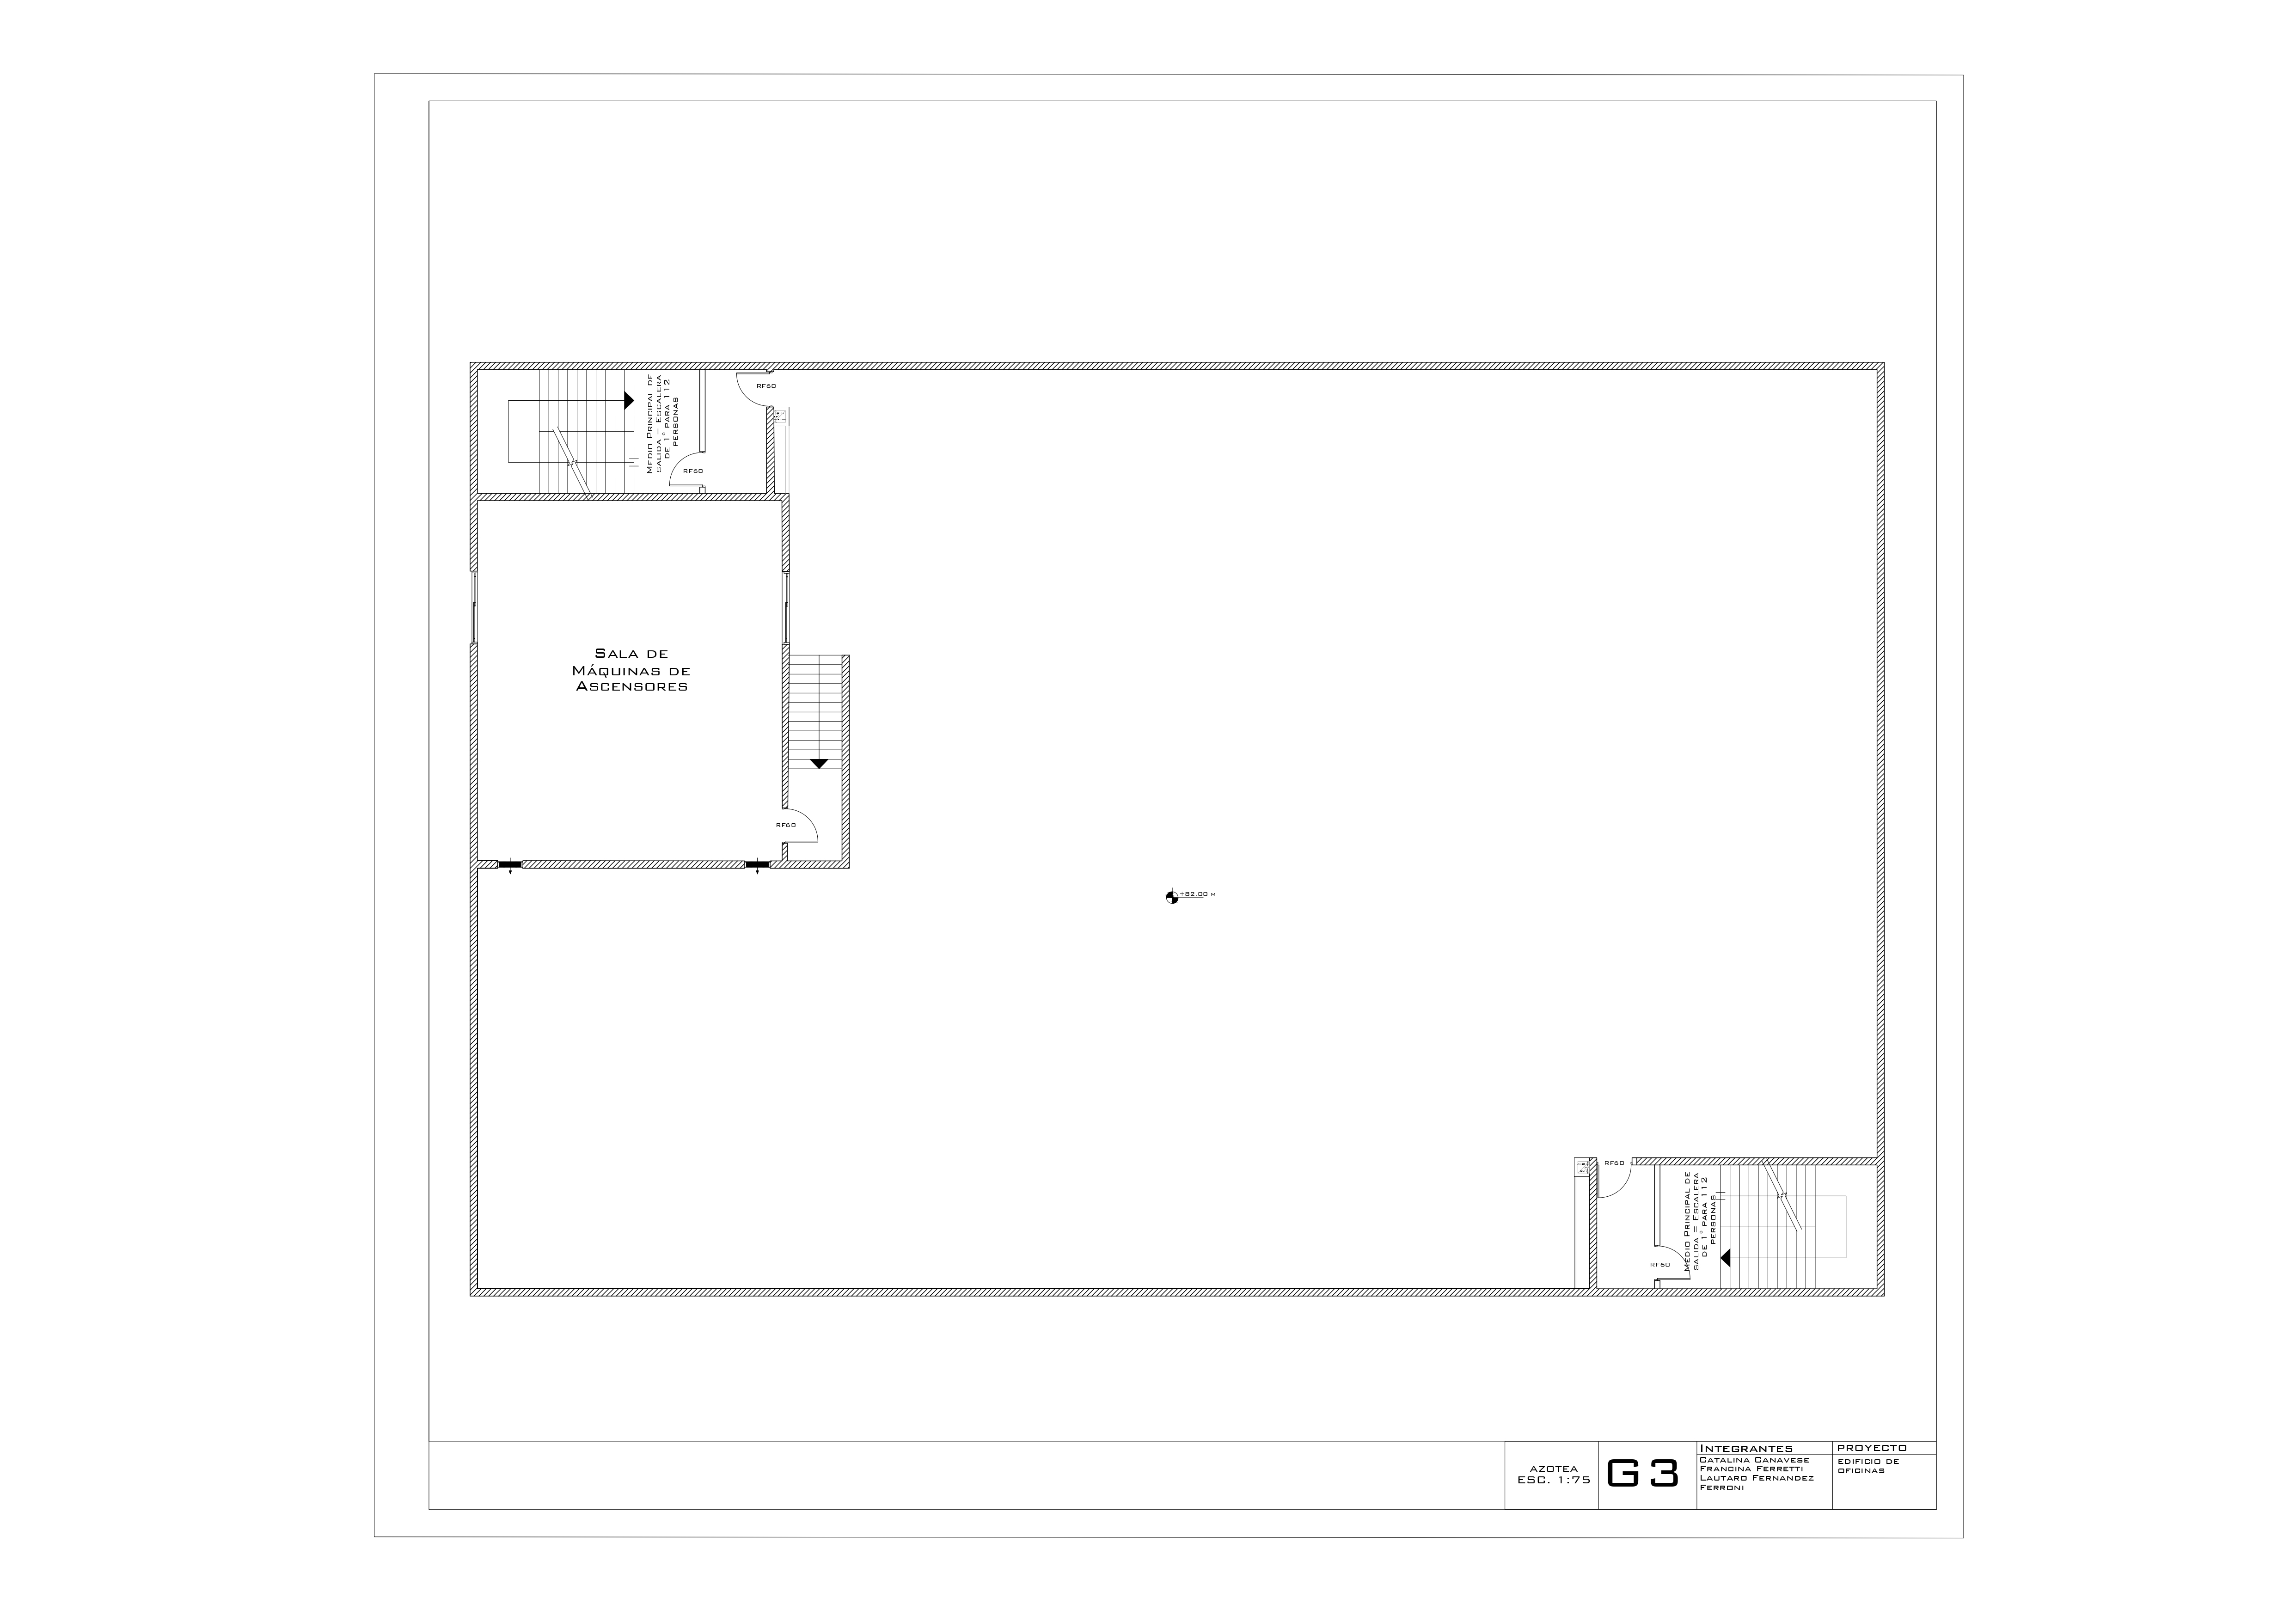 Medio Principal de
salida = Escalera
de 1° para 112
personas
RF60
RF60
Sala de
Máquinas de
Ascensores
RF60
+82.00 m
RF60
Medio Principal de
salida = Escalera
de 1° para 112
personas
RF60
azotea
ESC. 1:75
G3
Integrantes
Catalina Canavese
Francina Ferretti
Lautaro Fernandez
Ferroni
PROYECTO
edificio de
oficinas